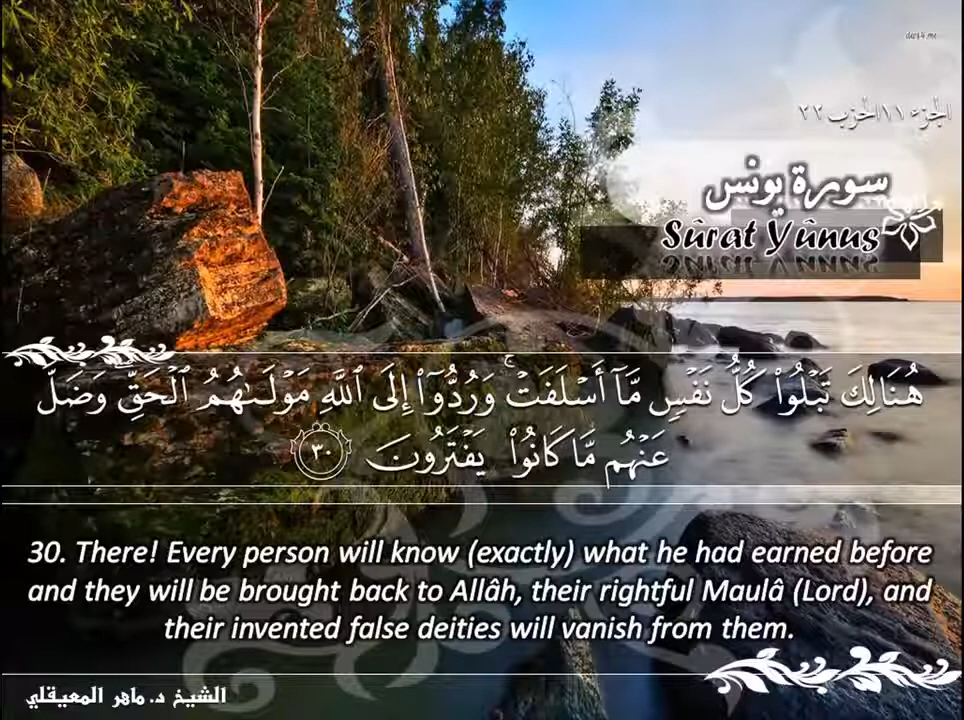 الجزء ١١ الحزب ٢٢
سورة يونس
Sûrat Yûnus
هُنَالِكَ تَبْلُوا۟ كُلُّ نَفْسٍ مَّآ أَسْلَفَتْ ۚ وَرُدُّوٓا۟ إِلَى ٱللَّهِ مَوْلَىٰهُمُ ٱلْحَقِّ ۖ وَضَلَّ
عَنْهُم مَّا كَانُوا۟ يَفْتَرُونَ ٣٠
30. There! Every person will know (exactly) what he had earned before
and they will be brought back to Allâh, their rightful Maulâ (Lord), and
their invented false deities will vanish from them.
الشيخ د. ماهر المعيقلي